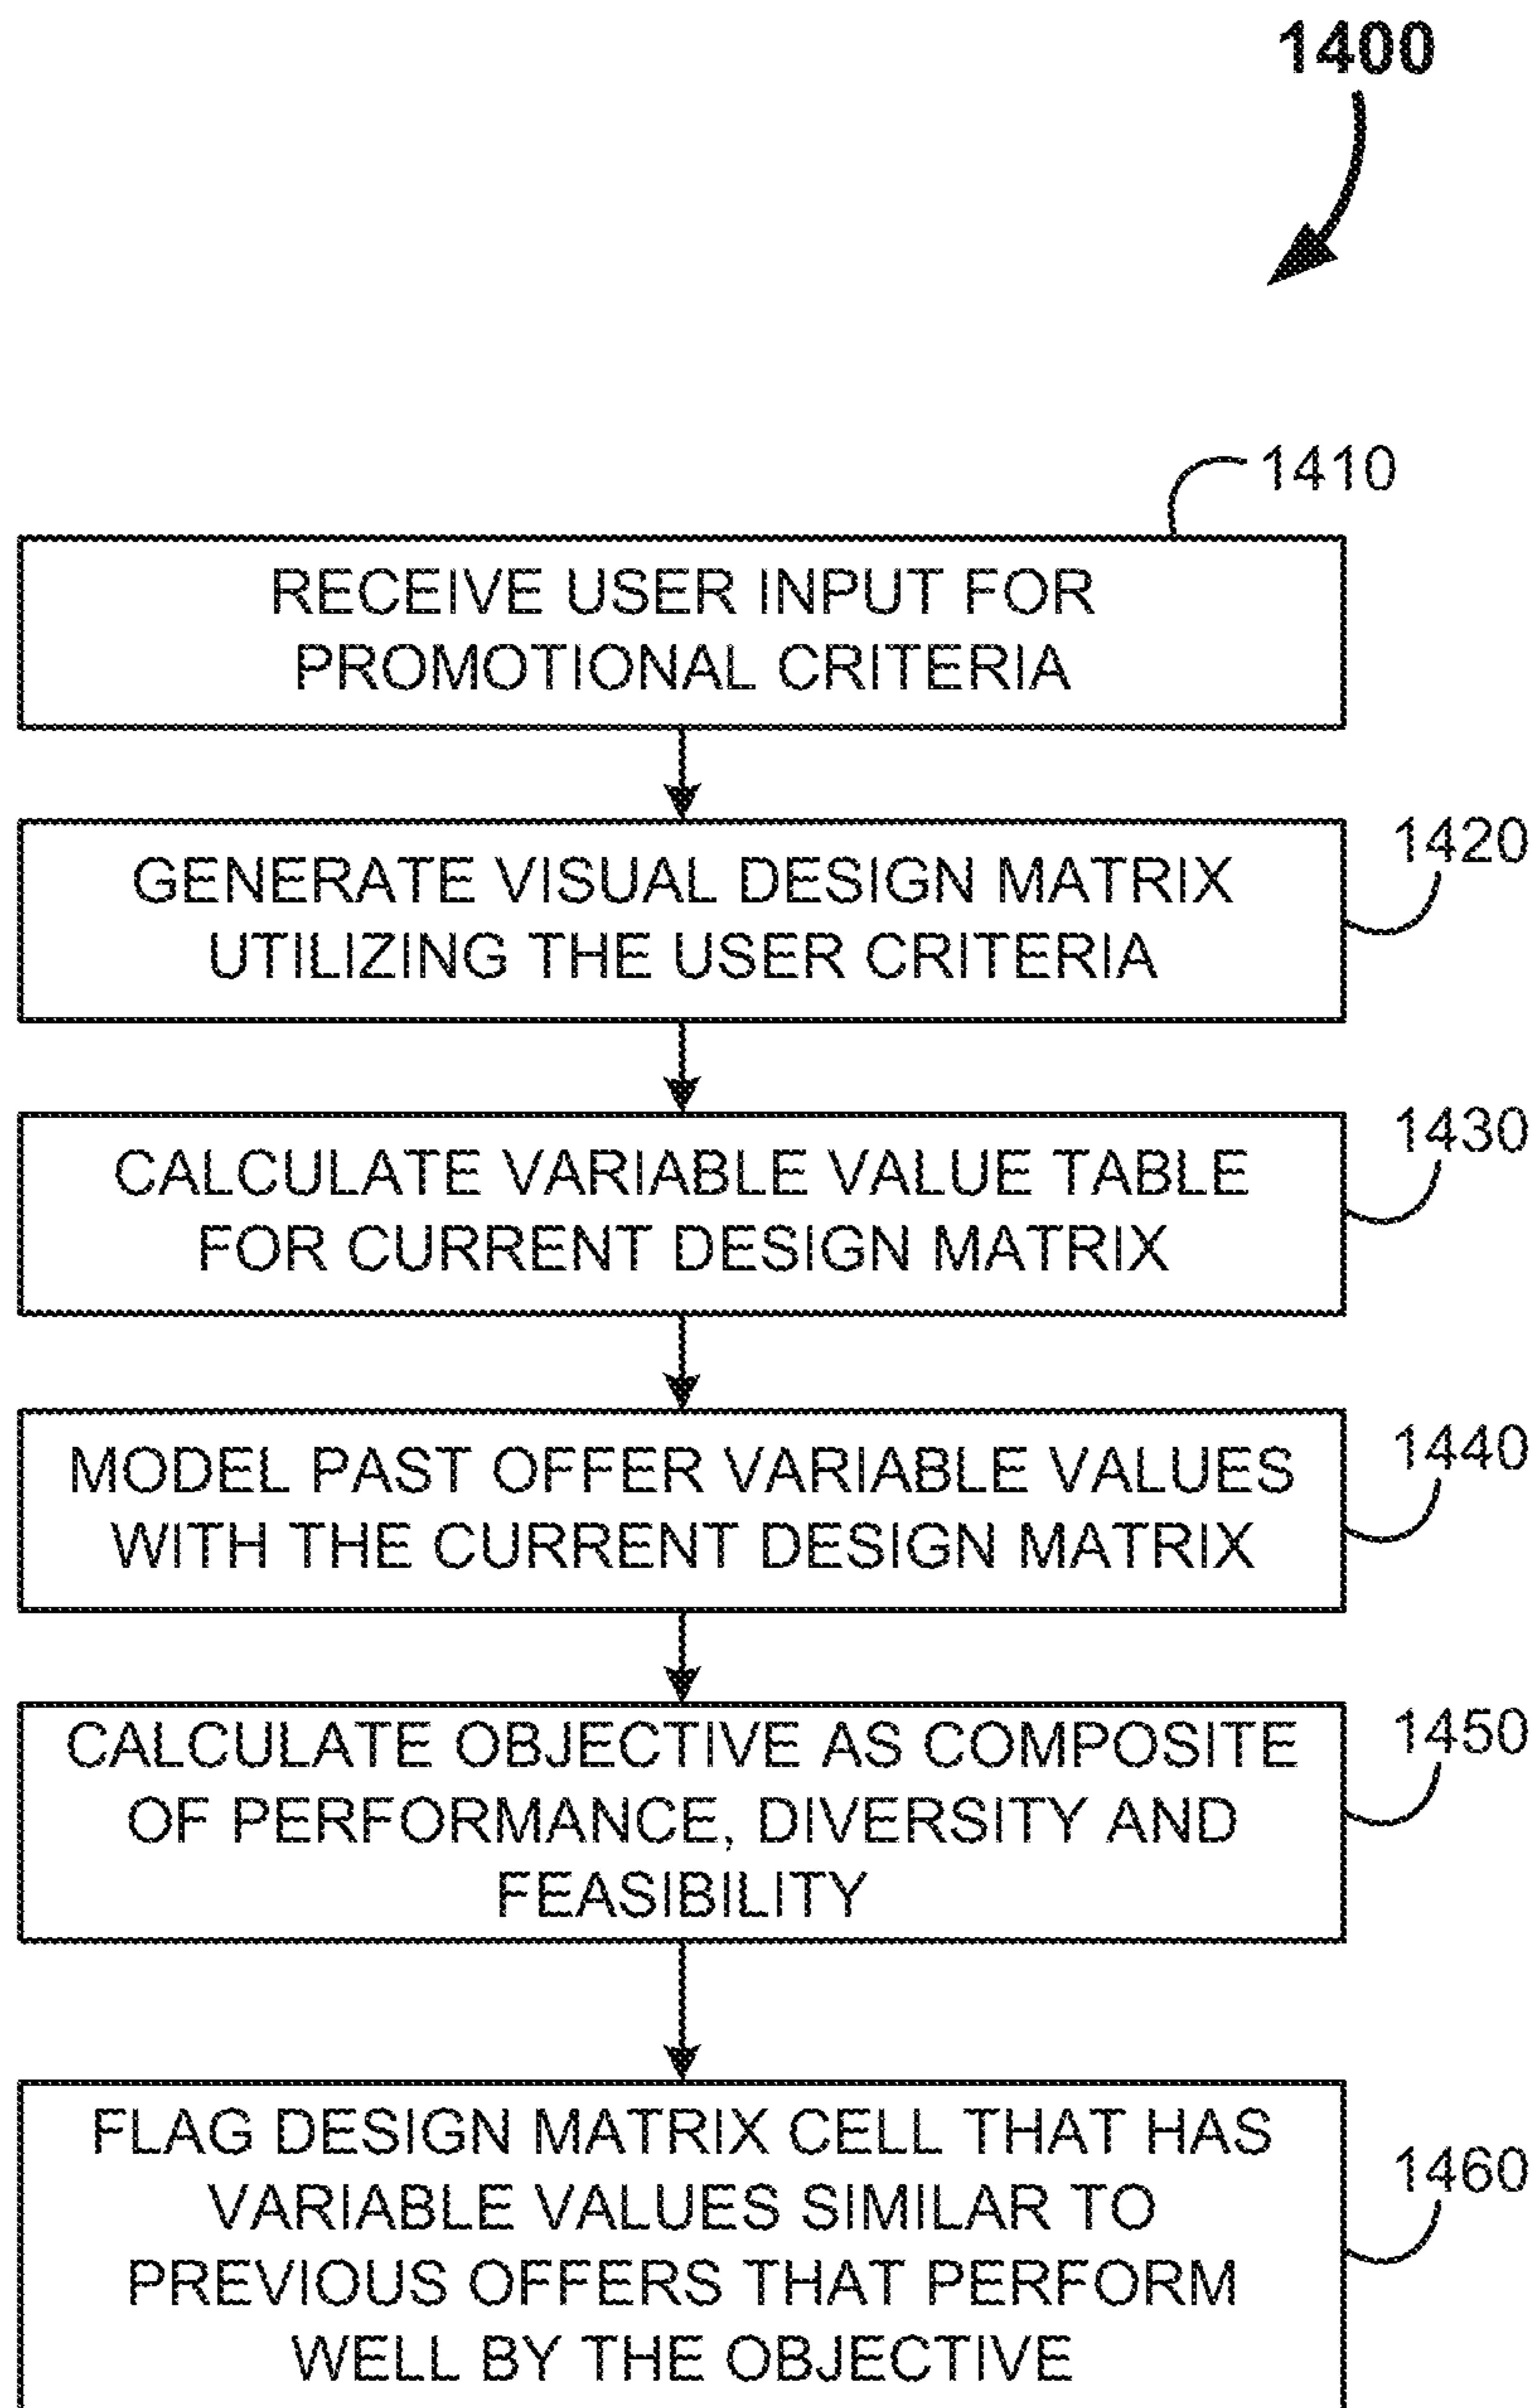 1400
1410
RECEIVE USER INPUT FOR
PROMOTIONAL CRITERIA
1420
GENERATE VISUAL DESIGN MATRIX
UTILIZING THE USER CRITERIA
1430
CALCULATE VARIABLE VALUE TABLE
FOR CURRENT DESIGN MATRIX
1440
MODEL PAST OFFER VARIABLE VALUES
WITH THE CURRENT DESIGN MATRIX
1450
CALCULATE OBJECTIVE AS COMPOSITE
OF PERFORMANCE, DIVERSITY AND
FEASIBILITY
1460
FLAG DESIGN MATRIX CELL THAT HAS
VARIABLE VALUES SIMILAR TO
PREVIOUS OFFERS THAT PERFORM
WELL BY THE OBJECTIVE